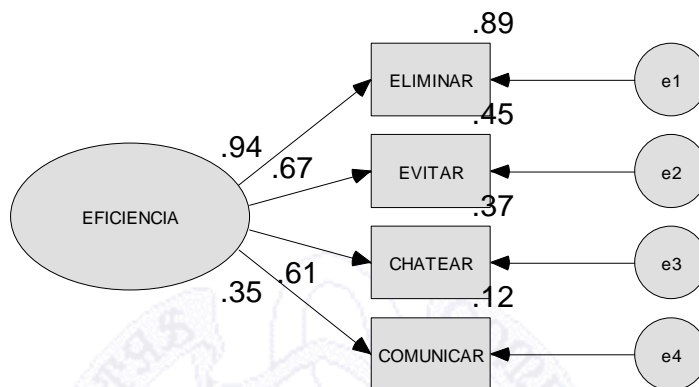 .89
ELIMINAR
e1
.94
.45
.67
EVITAR
e2
EFICIENCIA
.37
CHATEAR
e3
.61
.35
.12
COMUNICAR
e4